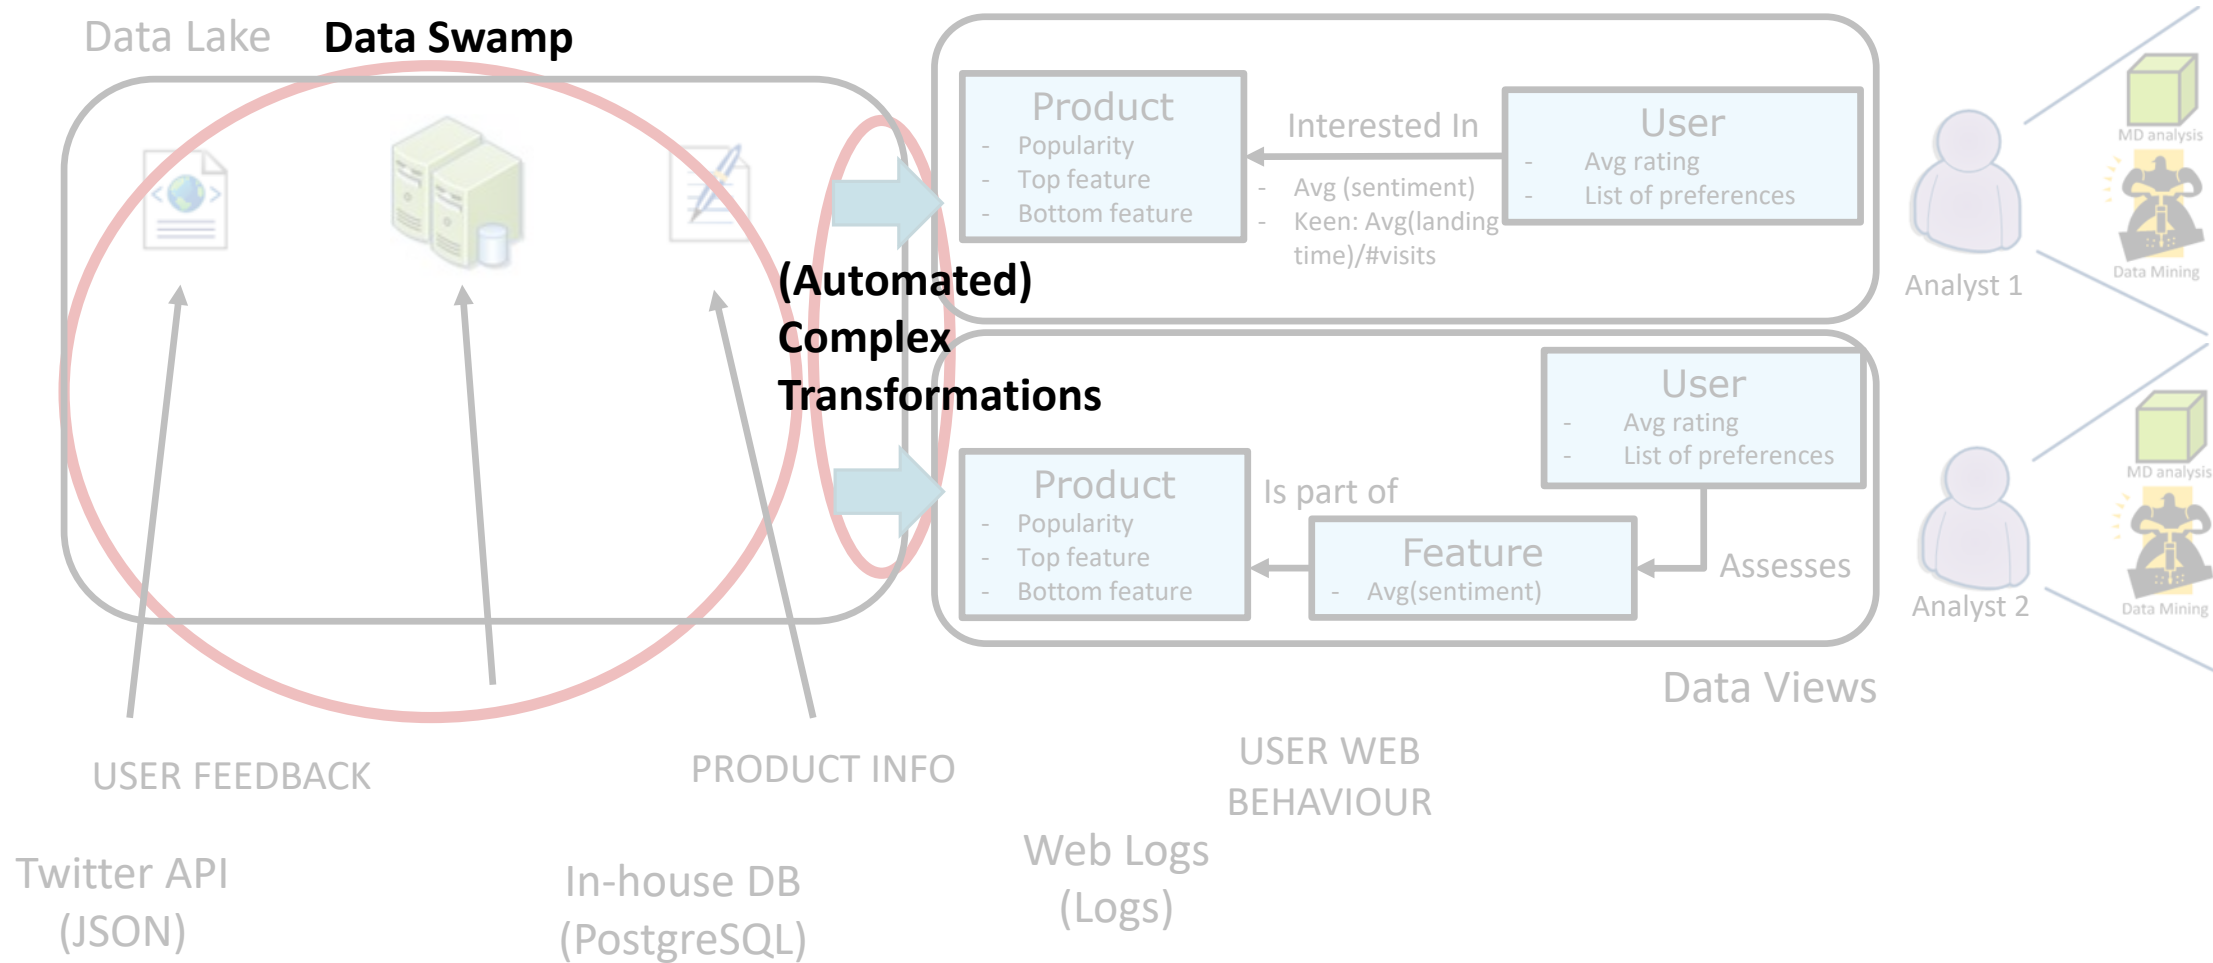 Data Lake
Data Swamp
Product
- Popularity
- Top feature
- Bottom feature
Interested In
- Avg (sentiment)
- Keen: Avg(landing
time)/#visits
User
- Avg rating
- List of preferences
MD analysis
Data Mining
Analyst 1
(Automated)
Complex
Transformations
User
- Avg rating
- List of preferences
Product
- Popularity
- Top feature
- Bottom feature
Is part of
Feature
- Avg(sentiment)
Assesses
MD analysis
Data Mining
Analyst 2
Data Views
USER FEEDBACK
PRODUCT INFO
USER WEB
BEHAVIOUR
Twitter API
(JSON)
In-house DB
(PostgreSQL)
Web Logs
(Logs)